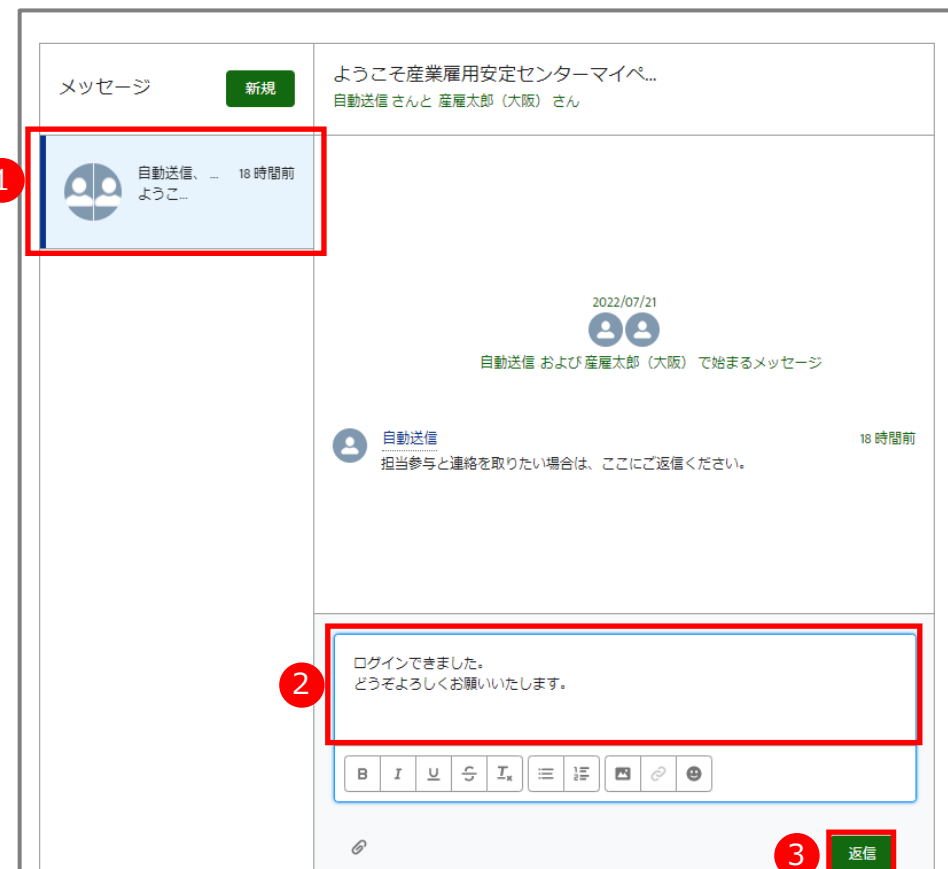 メッセージ
新規
ようこそ産業雇用安定センターマイペ...
自動送信 さんと 産雇太郎（大阪） さん
1
自動送信、 ... 18 時間前
ようこ...
2022/07/21
自動送信 および 産雇太郎（大阪） で始まるメッセージ
自動送信 18 時間前
担当参与と連絡を取りたい場合は、ここにご返信ください。
2
ログインできました。
どうぞよろしくお願いいたします。
B I U S Tx
3
返信